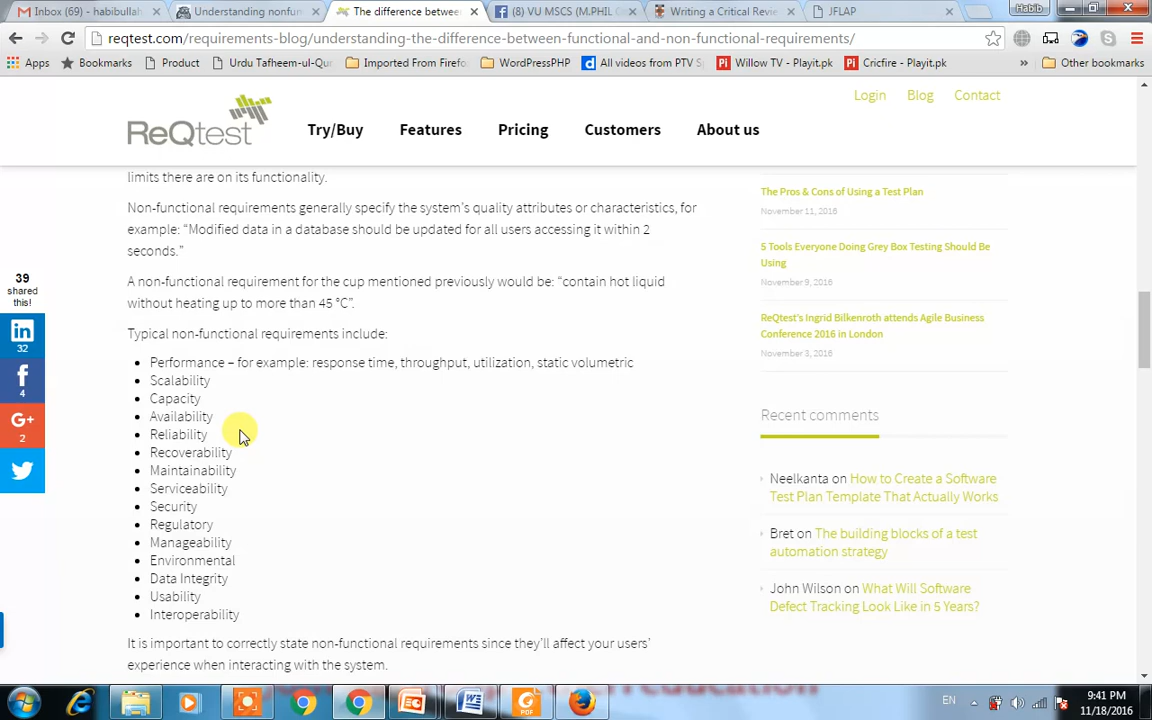 (69) - habibullah
Understanding nonfun
The difference betwee
(8) VU MSCS (M.PHIL C
Writing a Critical Revie
JFLAP
Habib
reqtest.com/requirements-blog/understanding-the-difference-between-functional-and-non-functional-requirements/
Apps
Bookmarks
Product
Urdu Tafheem-ul-Qur
Imported From Firefo
WordPressPHP
All videos from PTV S
Willow TV - Playit.pk
Cricfire - Playit.pk
»
Other bookmarks
Login
Blog
Contact
ReQtest
Try/Buy
Features
Pricing
Customers
About us
limits there are on its functionality.
Non-functional requirements generally specify the system's quality attributes or characteristics, for
example: “Modified data in a database should be updated for all users accessing it within 2
seconds.”
A non-functional requirement for the cup mentioned previously would be: “contain hot liquid
without heating up to more than 45 °C”.
Typical non-functional requirements include:
• Performance – for example: response time, throughput, utilization, static volumetric
• Scalability
• Capacity
• Availability
• Reliability
• Recoverability
• Maintainability
• Serviceability
• Security
• Regulatory
• Manageability
• Environmental
• Data Integrity
• Usability
• Interoperability
It is important to correctly state non-functional requirements since they'll affect your users'
experience when interacting with the system.
39
shared
this!
in
32
f
4
G+
2
The Pros & Cons of Using a Test Plan
November 11, 2016
5 Tools Everyone Doing Grey Box Testing Should Be
Using
November 9, 2016
ReQtest's Ingrid Bilkenroth attends Agile Business
Conference 2016 in London
November 3, 2016
Recent comments
Neelkanta on How to Create a Software
Test Plan Template That Actually Works
Bret on The building blocks of a test
automation strategy
John Wilson on What Will Software
Defect Tracking Look Like in 5 Years?
EN
9:41 PM
11/18/2016